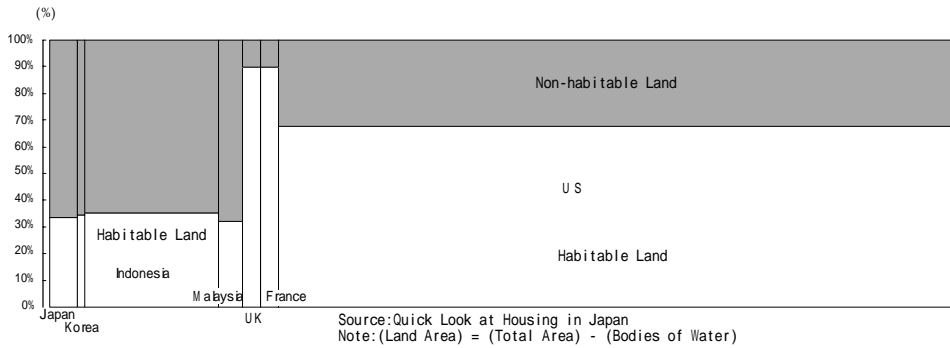 (%)
100%
90%
80%
70%
60%
50%
40%
30%
20%
10%
0%
Non-habitable Land
US
Habitable Land
Habitable Land
Indonesia
Malaysia
France
Japan
Korea
UK
Source:Quick Look at Housing in Japan
Note:(Land Area) = (Total Area) - (Bodies of Water)